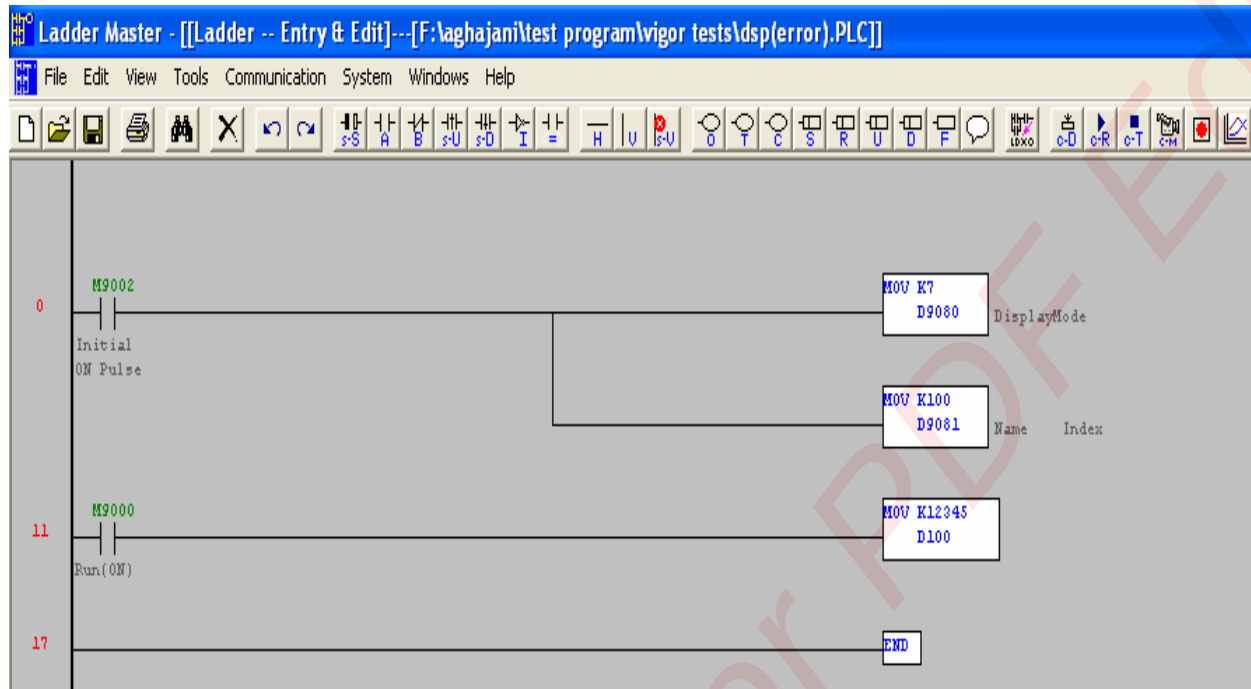 Ladder Master - [[Ladder -- Entry & Edit]---[F:\aghajani\test program\vigor tests\dsp(error).PLC]]
File Edit View Tools Communication System Windows Help
s-S A B s-U s-D I = H V s-V O T C S R U D F LDXO c-D c-R c-T c-M
M9002
0
Initial
ON Pulse
MOV K7
D9080 DisplayMode
MOV K100
D9081 Name Index
M9000
11
Run(ON)
MOV K12345
D100
17
END
r PDF Ed